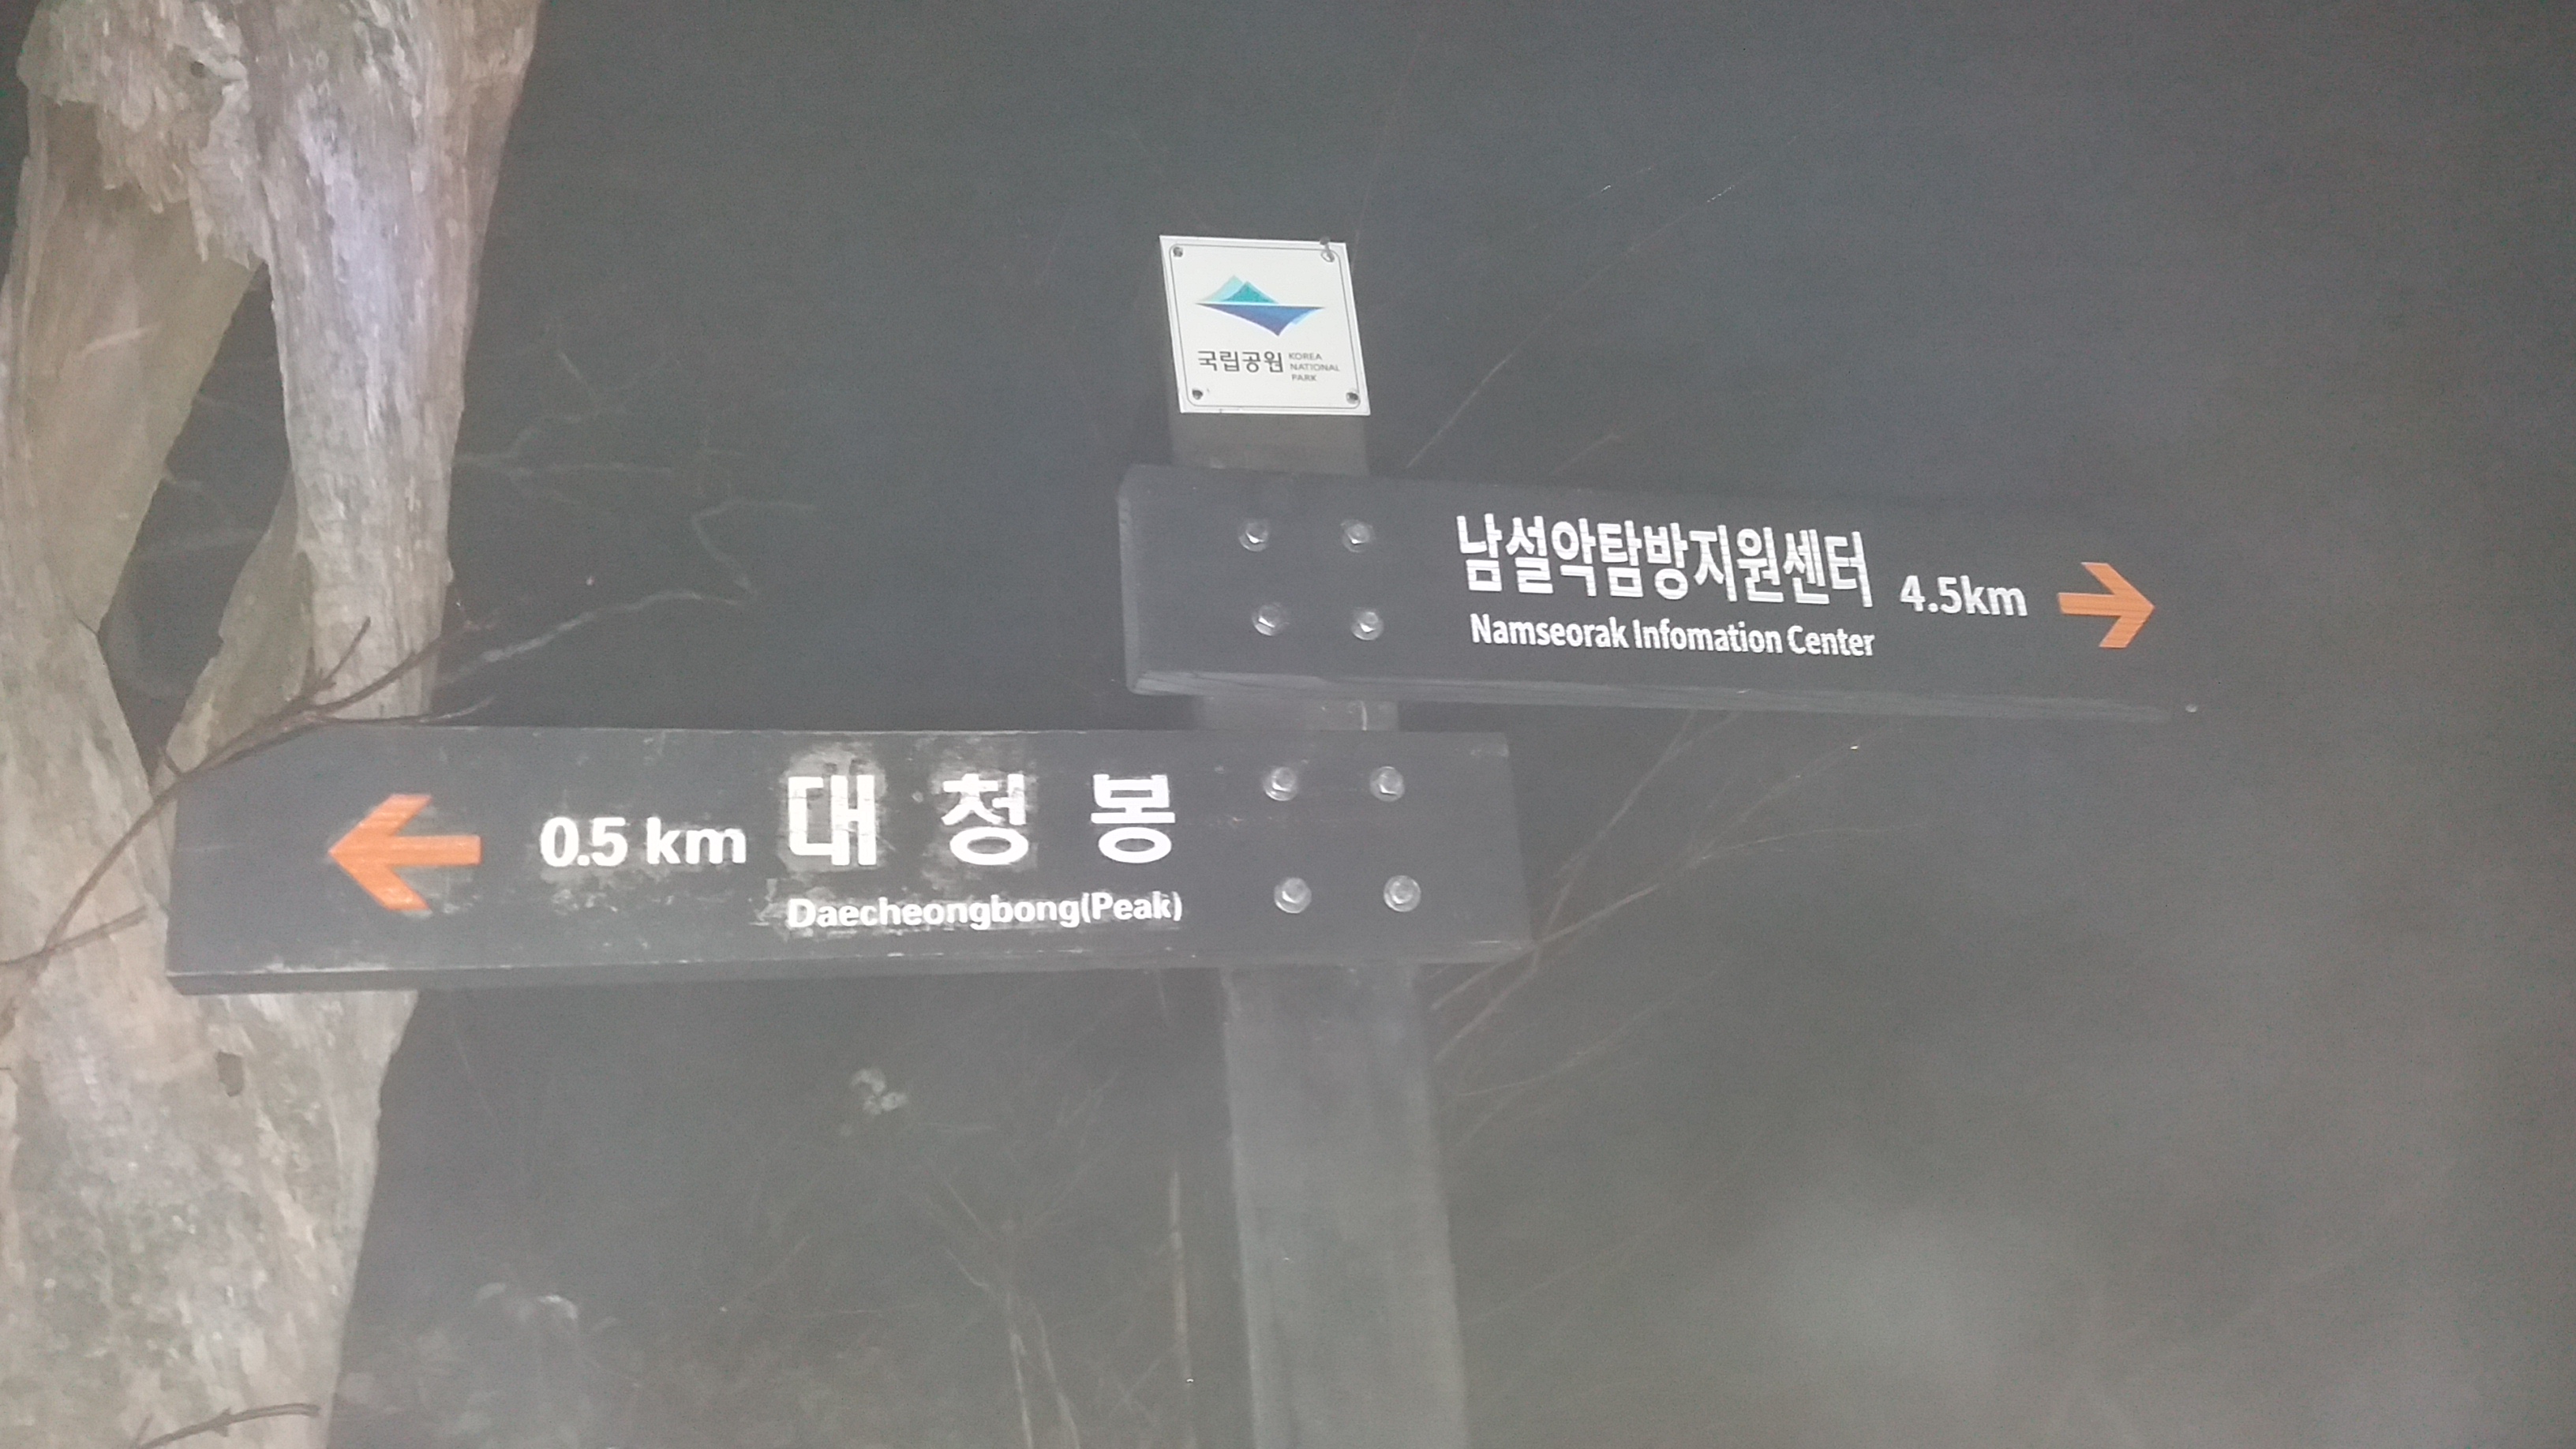 국립공원 KOREA
NATIONAL
PARK
남설악탐방지원센터 4.5km
Namseorak Infomation Center
0.5 km 대청봉
Daecheongbong(Peak)